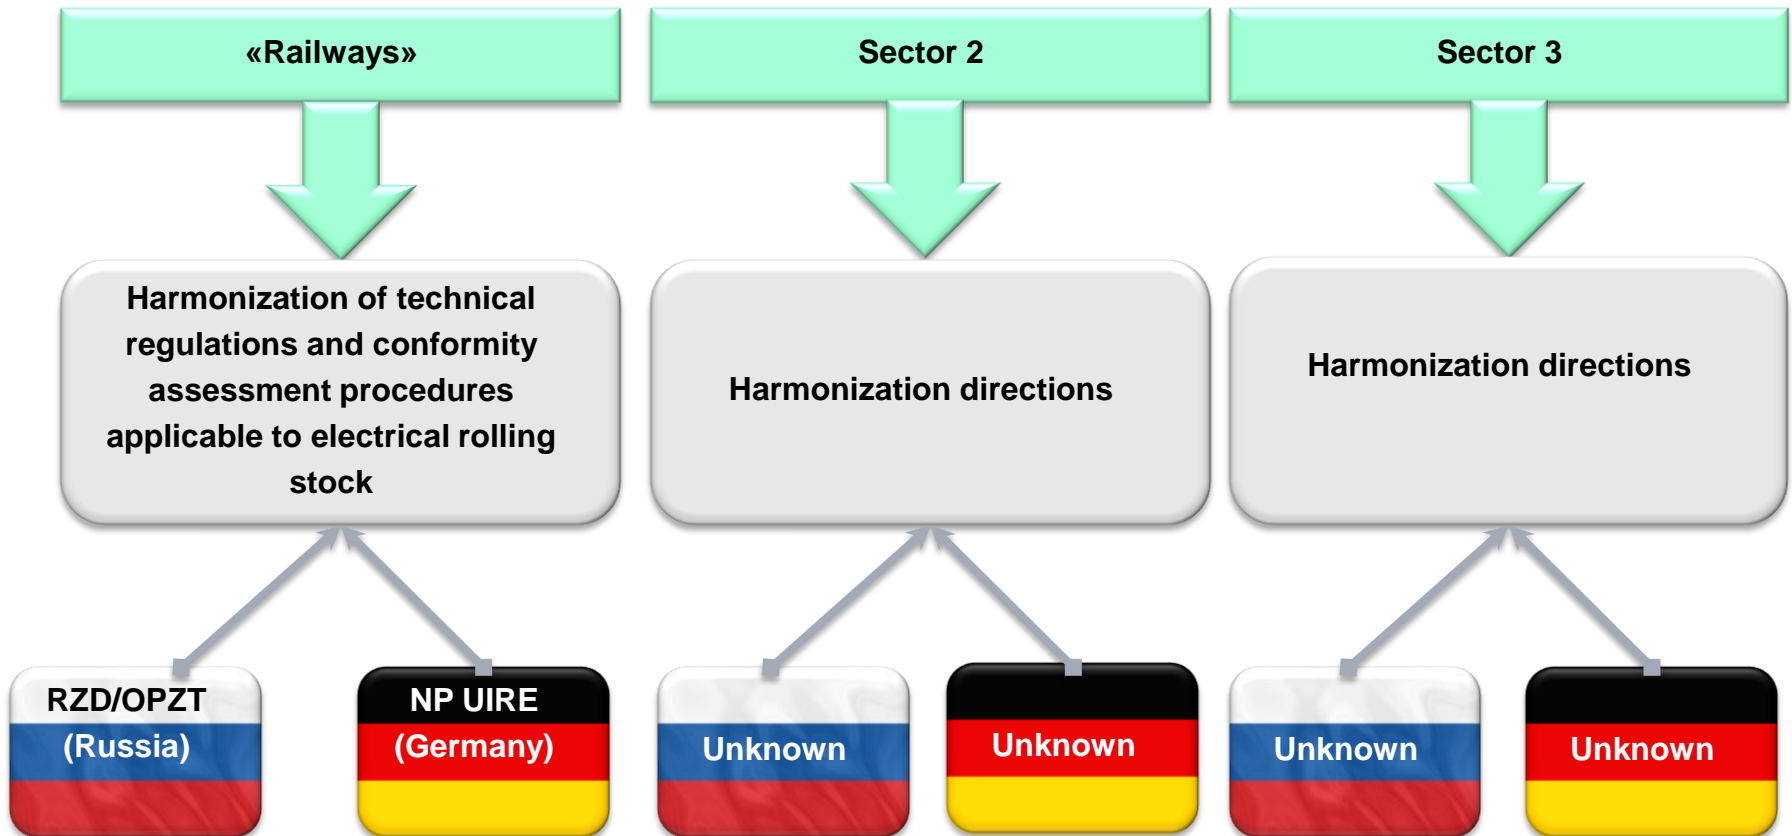 «Railways»
Sector 2
Sector 3
Harmonization of technical
regulations and conformity
assessment procedures
applicable to electrical rolling
stock
Harmonization directions
Harmonization directions
RZD/OPZT
(Russia)
NP UIRE
(Germany)
Unknown
Unknown
Unknown
Unknown